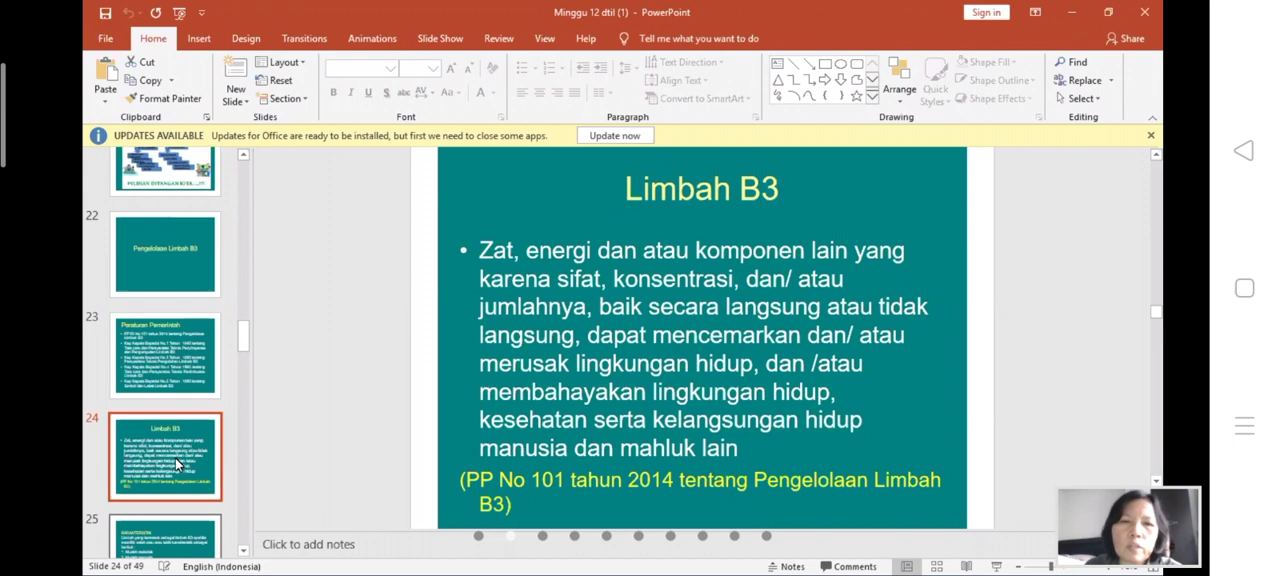 Minggu 12 dtil (1) - PowerPoint
Sign in
File Home Insert Design Transitions Animations Slide Show Review View Help Tell me what you want to do Share
Paste
Cut
Copy
Format Painter
Clipboard
New Slide
Layout
Reset
Section
Slides
B I U S abc AV Aa A
Font
Text Direction
Align Text
Convert to SmartArt
Paragraph
Arrange
Quick Styles
Shape Fill
Shape Outline
Shape Effects
Drawing
Find
Replace
Select
Editing
UPDATES AVAILABLE Updates for Office are ready to be installed, but first we need to close some apps. Update now
22
Pengelolaan Limbah B3
23
Peraturan Pemerintah
24
Limbah B3
25
Limbah B3
• Zat, energi dan atau komponen lain yang
karena sifat, konsentrasi, dan/ atau
jumlahnya, baik secara langsung atau tidak
langsung, dapat mencemarkan dan/ atau
merusak lingkungan hidup, dan /atau
membahayakan lingkungan hidup,
kesehatan serta kelangsungan hidup
manusia dan mahluk lain
(PP No 101 tahun 2014 tentang Pengelolaan Limbah
B3)
Click to add notes
Slide 24 of 49 English (Indonesia) Notes Comments